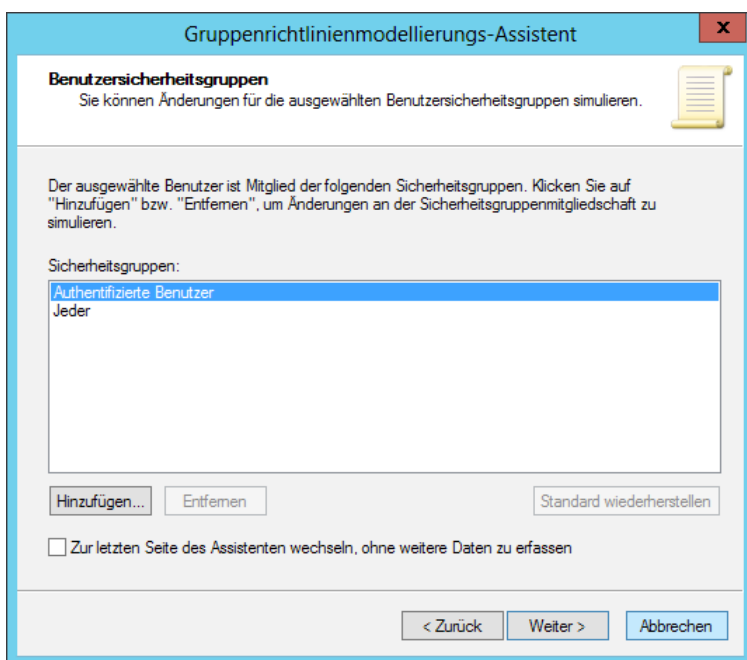 Gruppenrichtlinienmodellierungs-Assistent
x
Benutzersicherheitsgruppen
Sie können Änderungen für die ausgewählten Benutzersicherheitsgruppen simulieren.
Der ausgewählte Benutzer ist Mitglied der folgenden Sicherheitsgruppen. Klicken Sie auf
"Hinzufügen" bzw. "Entfernen", um Änderungen an der Sicherheitsgruppenmitgliedschaft zu
simulieren.
Sicherheitsgruppen:
Authentifizierte Benutzer
Jeder
Hinzufügen... Entfernen Standard wiederherstellen
Zur letzten Seite des Assistenten wechseln, ohne weitere Daten zu erfassen
< Zurück Weiter > Abbrechen